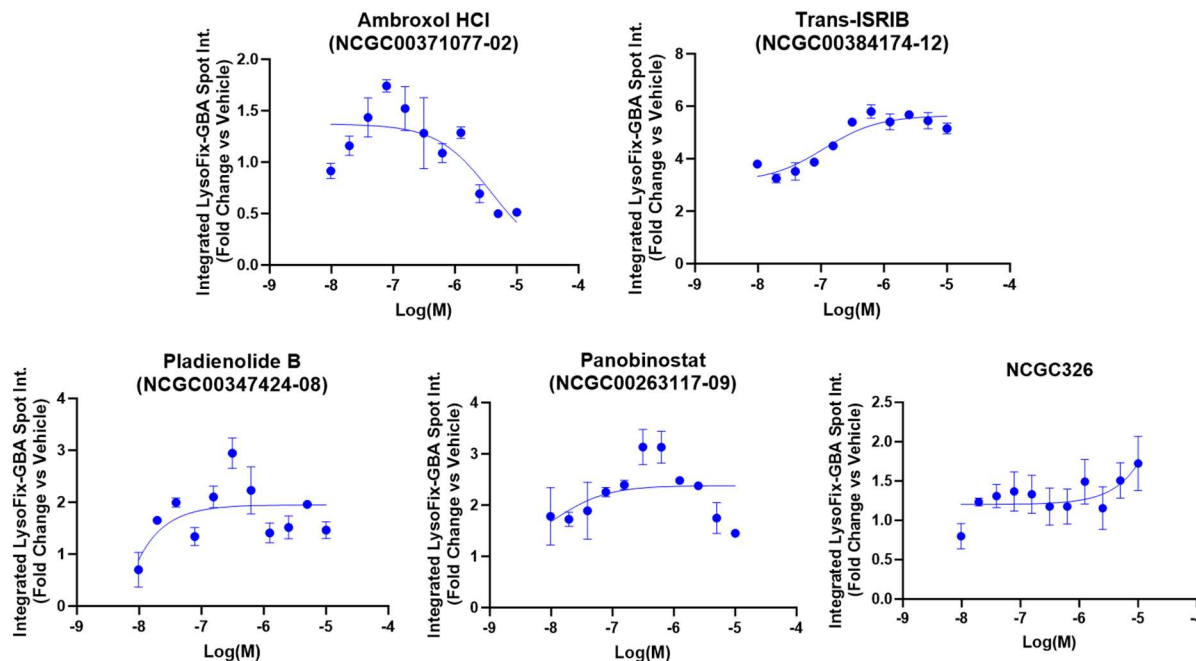 Ambroxol HCl
(NCGC00371077-02)
Integrated LysoFix-GBA Spot Int.
(Fold Change vs Vehicle)
2.0
1.5
1.0
0.5
0.0
-9
-8
-7
-6
-5
-4
Log(M)
Trans-ISRIB
(NCGC00384174-12)
Integrated LysoFix-GBA Spot Int.
(Fold Change vs Vehicle)
8
6
4
2
0
-9
-8
-7
-6
-5
-4
Log(M)
Pladienolide B
(NCGC00347424-08)
Integrated LysoFix-GBA Spot Int.
(Fold Change vs Vehicle)
4
3
2
1
0
-9
-8
-7
-6
-5
-4
Log(M)
Panobinostat
(NCGC00263117-09)
Integrated LysoFix-GBA Spot Int.
(Fold Change vs Vehicle)
4
3
2
1
0
-9
-8
-7
-6
-5
-4
Log(M)
NCGC326
Integrated LysoFix-GBA Spot Int.
(Fold Change vs Vehicle)
2.5
2.0
1.5
1.0
0.5
0.0
-9
-8
-7
-6
-5
-4
Log(M)